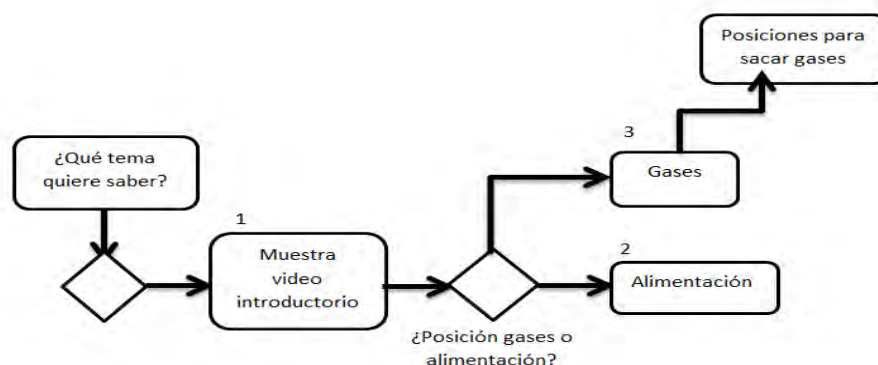 Posiciones para
sacar gases
3
¿Qué tema
quiere saber?
Gases
1
Muestra
video
introductorio
2
Alimentación
¿Posición gases o
alimentación?